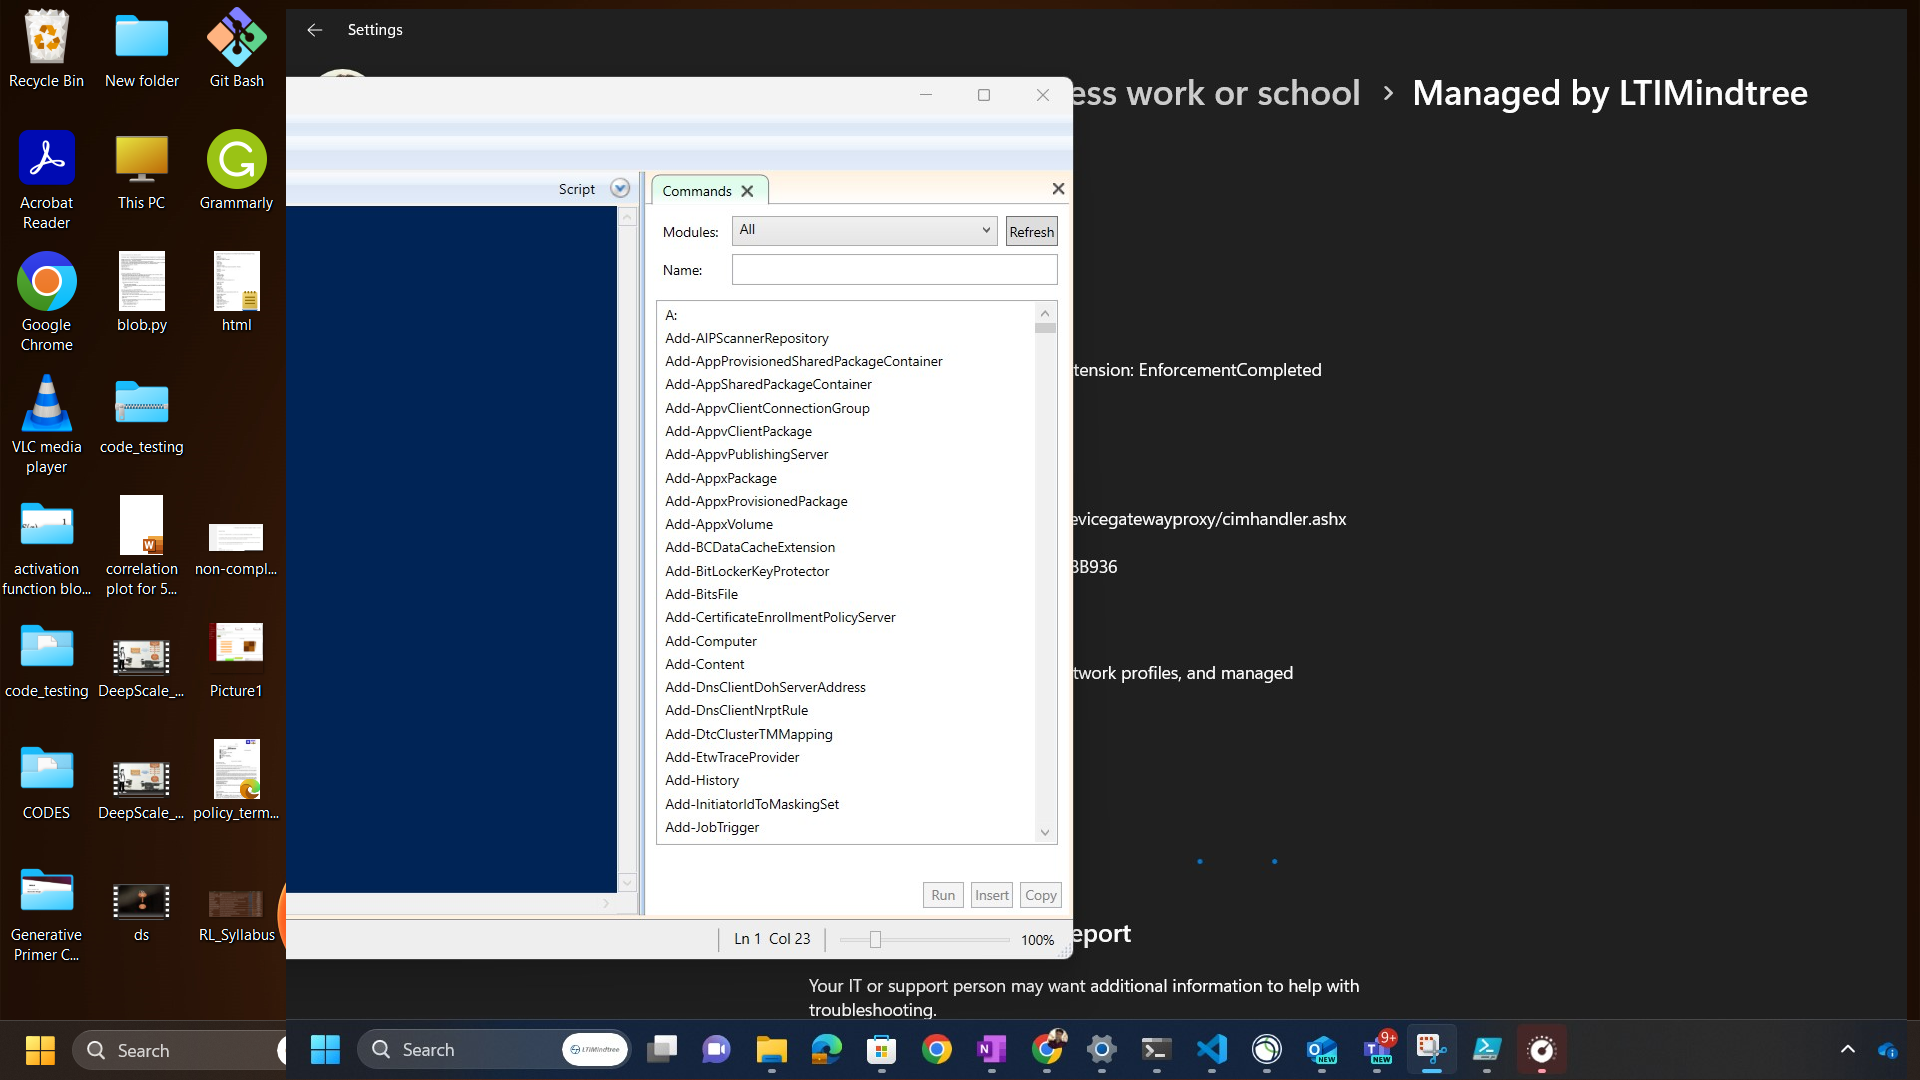 Recycle Bin
New folder
Git Bash
Acrobat
Reader
This PC
Grammarly
Google
Chrome
blob.py
html
VLC media
player
code_testing
activation
function blo...
correlation
plot for 5...
non-compl...
code_testing
DeepScale_...
Picture1
CODES
DeepScale_...
policy_term...
Generative
Primer C...
ds
RL_Syllabus
Search
Settings
ess work or school > Managed by LTIMindtree
Script
Commands
Modules:
All
Refresh
Name:
A:
Add-AIPScannerRepository
Add-AppProvisionedSharedPackageContainer
Add-AppSharedPackageContainer
Add-AppvClientConnectionGroup
Add-AppvClientPackage
Add-AppvPublishingServer
Add-AppxPackage
Add-AppxProvisionedPackage
Add-AppxVolume
Add-BCDataCacheExtension
Add-BitLockerKeyProtector
Add-BitsFile
Add-CertificateEnrollmentPolicyServer
Add-Computer
Add-Content
Add-DnsClientDohServerAddress
Add-DnsClientNrptRule
Add-DtcClusterTMMapping
Add-EtwTraceProvider
Add-History
Add-InitiatorIdToMaskingSet
Add-JobTrigger
Run
Insert
Copy
Ln 1 Col 23
100%
tension: EnforcementCompleted
evicegatewayproxy/cimhandler.ashx
3B936
twork profiles, and managed
eport
Your IT or support person may want additional information to help with
troubleshooting.
Search
LTIMindtree
NEW
9+
NEW